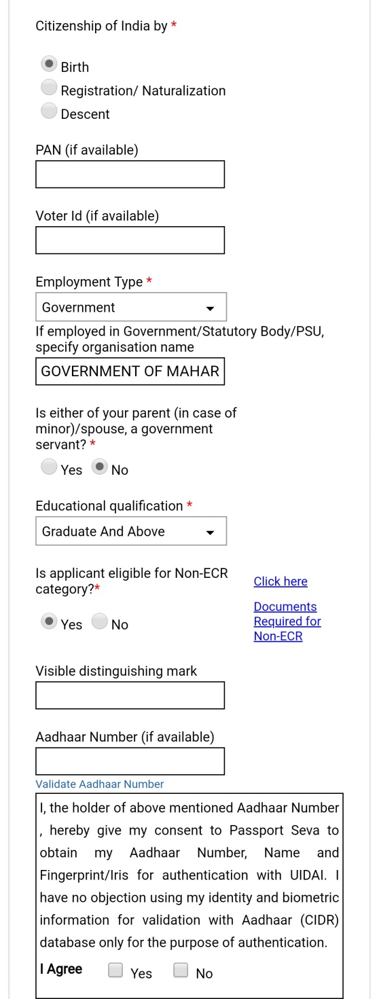 Citizenship of India by *
Birth
Registration/ Naturalization
Descent
PAN (if available)
Voter Id (if available)
Employment Type *
Government
If employed in Government/Statutory Body/PSU,
specify organisation name
GOVERNMENT OF MAHAR
Is either of your parent (in case of
minor)/spouse, a government
servant? *
Yes No
Educational qualification *
Graduate And Above
Is applicant eligible for Non-ECR
category?*
Click here
Documents
Required for
Non-ECR
Yes No
Visible distinguishing mark
Aadhaar Number (if available)
Validate Aadhaar Number
I, the holder of above mentioned Aadhaar Number
, hereby give my consent to Passport Seva to
obtain my Aadhaar Number, Name and
Fingerprint/Iris for authentication with UIDAI. I
have no objection using my identity and biometric
information for validation with Aadhaar (CIDR)
database only for the purpose of authentication.
I Agree Yes No